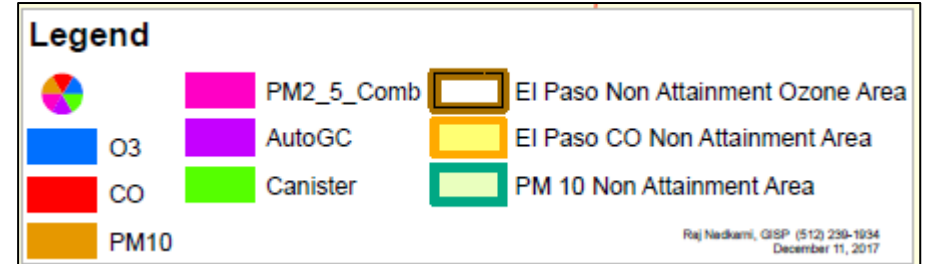 Legend
O3
CO
PM10
PM2_5_Comb
AutoGC
Canister
El Paso Non Attainment Ozone Area
El Paso CO Non Attainment Area
PM 10 Non Attainment Area
Raj Nadkarni, GISP (512) 239-1934
December 11, 2017